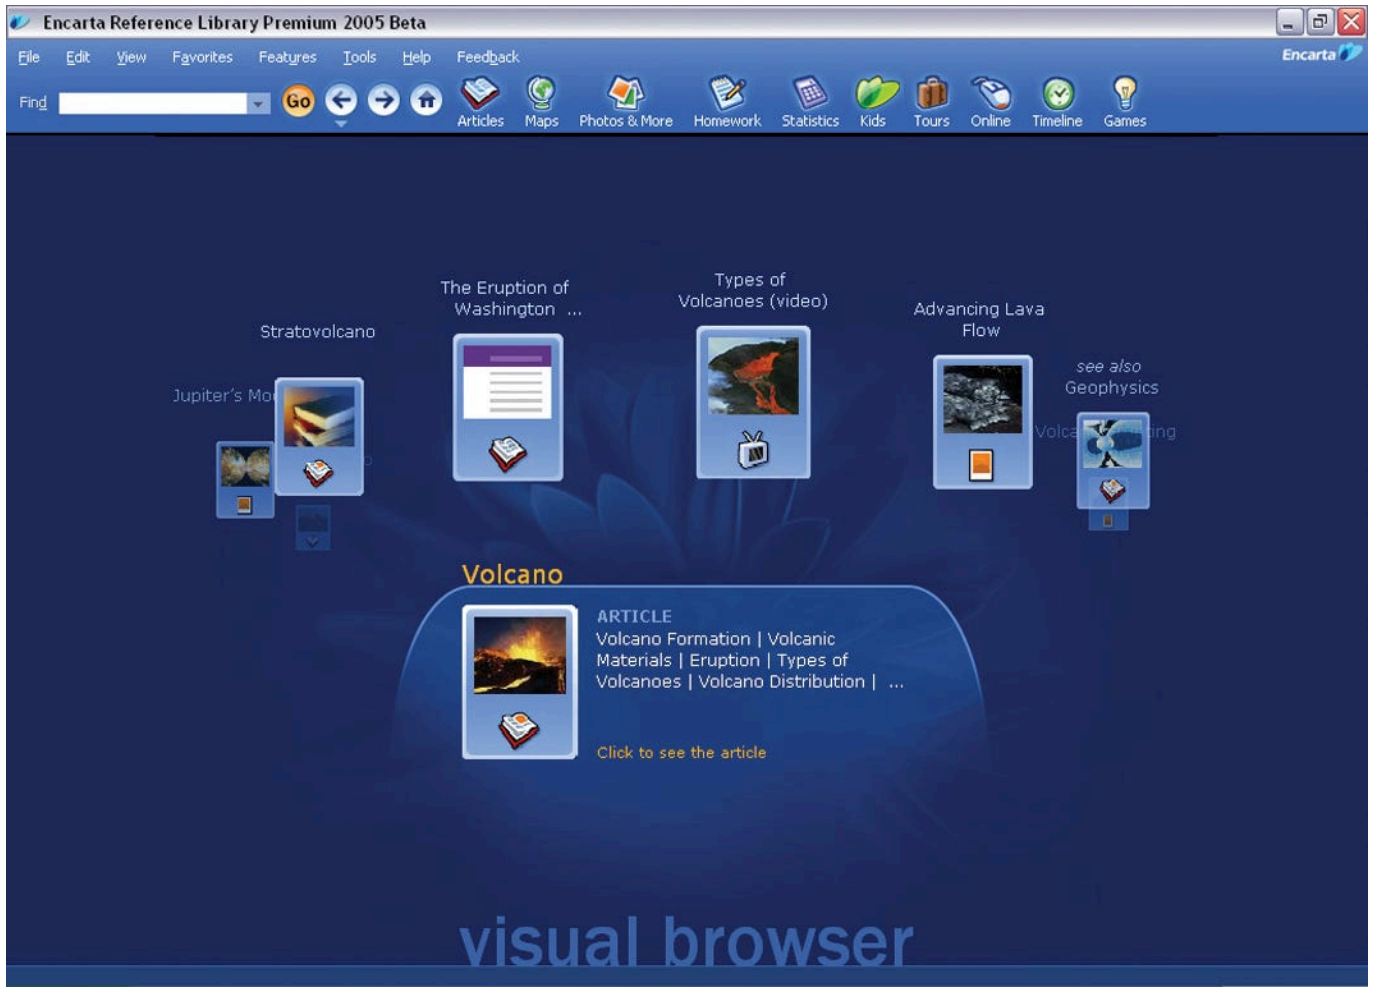 Encarta Reference Library Premium 2005 Beta
File Edit View Favorites Features Tools Help Feedback
Encarta
Find
Go
Articles Maps Photos & More Homework Statistics Kids Tours Online Timeline Games
The Eruption of
Washington ...
Types of
Volcanoes (video)
Advancing Lava
Flow
Stratovolcano
see also
Geophysics
Jupiter's
Volcano
ARTICLE
Volcano Formation | Volcanic
Materials | Eruption | Types of
Volcanoes | Volcano Distribution | ...
Click to see the article
visual browser